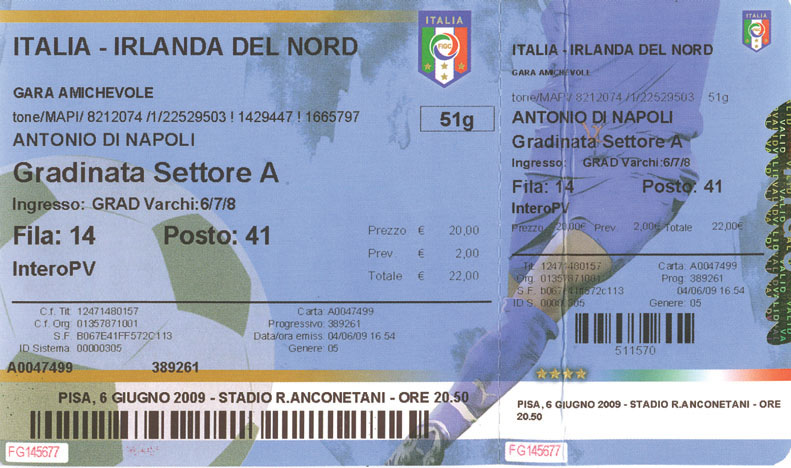 ITALIA - IRLANDA DEL NORD
FIGC
GARA AMICHEVOLE
tone/MAPI/ 8212074 /1/22529503 ! 1429447 ! 1665797
51g
ANTONIO DI NAPOLI
Gradinata Settore A
Ingresso: GRAD Varchi:6/7/8
Fila: 14 Posto: 41
InteroPV
Prezzo € 20,00
Prev. € 2,00
Totale € 22,00
C.f. Tit: 12471480157
C.f. Org: 01357871001
S.F. B067E41FF572C113
ID Sistema: 00000305
Carta: A0047499
Progressivo: 389261
Data/ora emiss. 04/06/09 16.54
Genere: 05
A0047499 389261
PISA, 6 GIUGNO 2009 - STADIO R.ANCONETANI - ORE 20.50
FG145677
ITALIA - IRLANDA DEL NORD
GARA AMICHEVOLE
tone/MAPI/ 8212074 /1/22529503 51g
ANTONIO DI NAPOLI
Gradinata Settore A
Ingresso: GRAD Varchi:6/7/8
Fila: 14 Posto: 41
InteroPV
Prezzo 20,00€ Prev. 2,00€ Totale 22,00€
Tit: 12471480157
Org: 01357871001
S.F.
ID S.
Carta: A0047499
Prog: 389261
04/06/09 16.54
Genere: 05
511570
PISA, 6 GIUGNO 2009 - STADIO R.ANCONETANI - ORE
20.50
FG145677